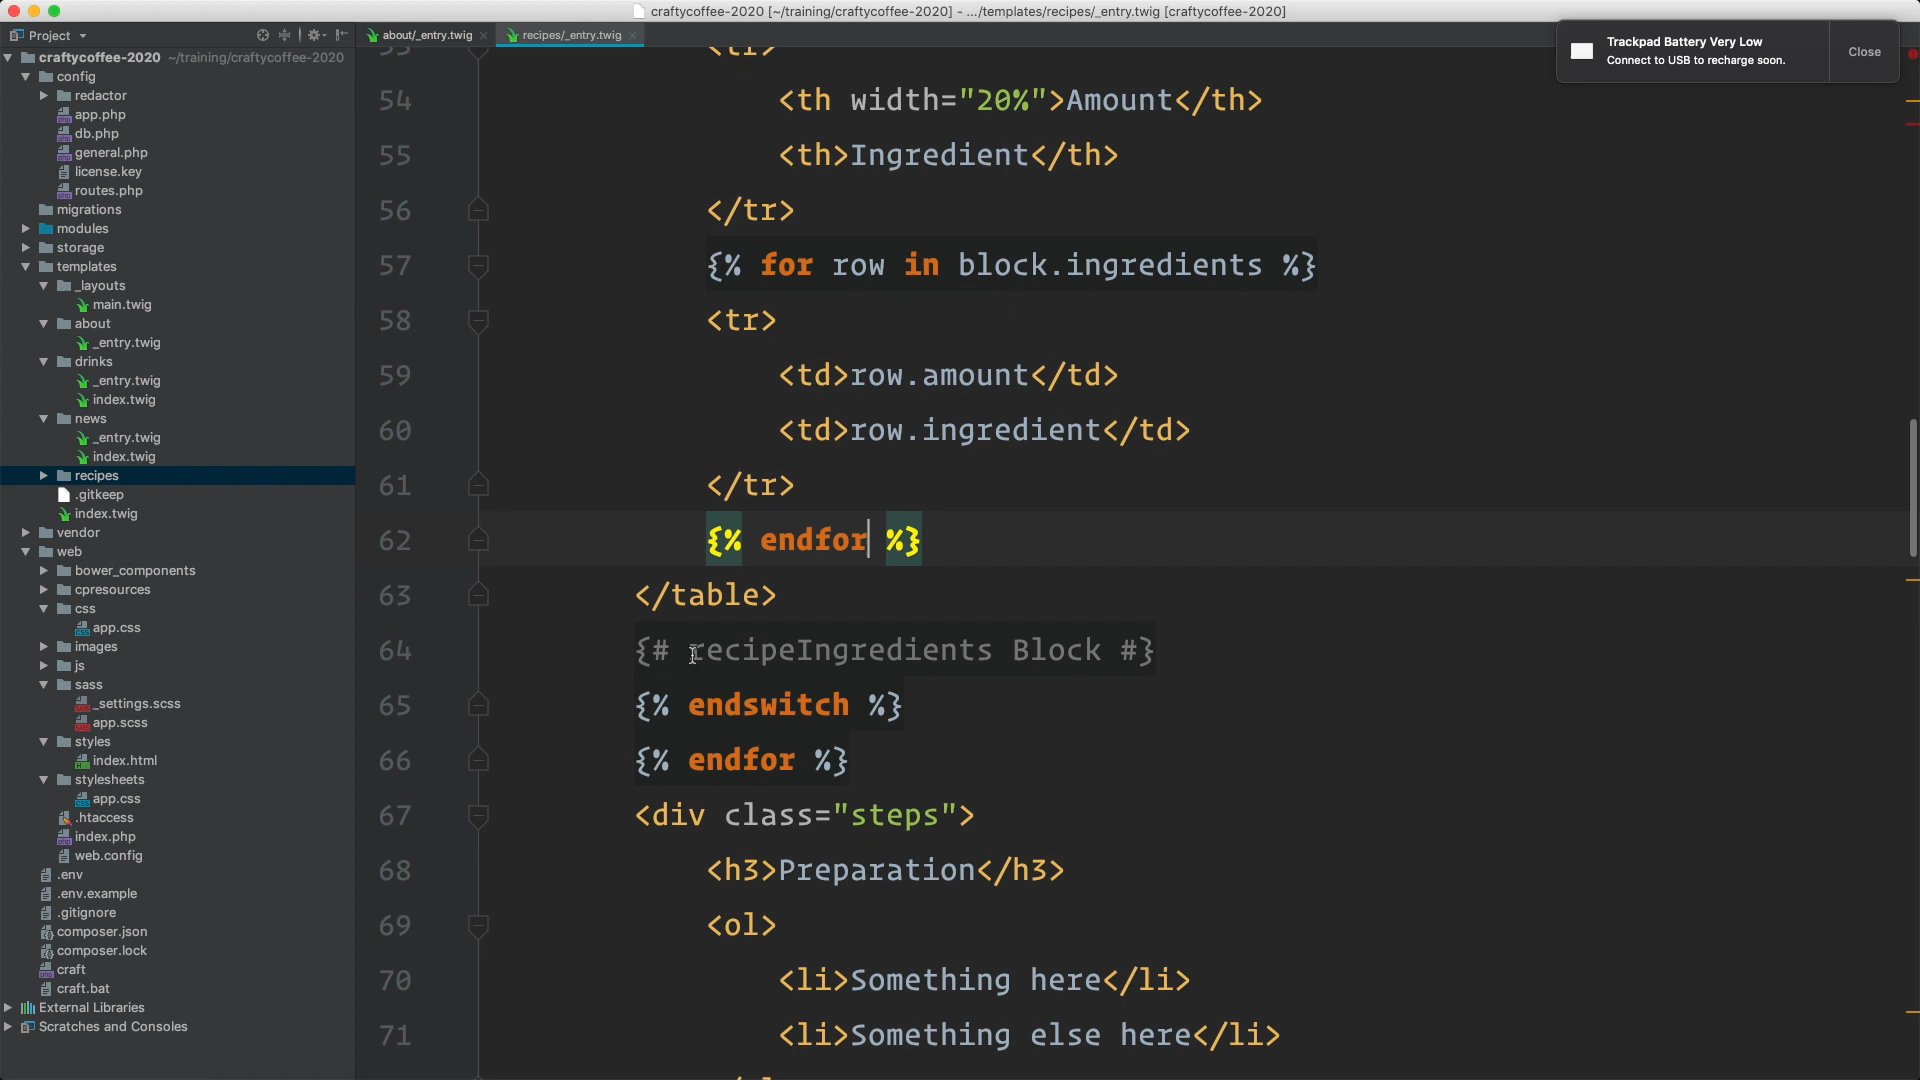 craftycoffee-2020 [~/training/craftycoffee-2020] - .../templates/recipes/_entry.twig [craftycoffee-2020]
Project
about/_entry.twig
recipes/_entry.twig
Trackpad Battery Very Low
Connect to USB to recharge soon.
Close
craftycoffee-2020 ~/training/craftycoffee-2020
config
redactor
app.php
db.php
general.php
license.key
routes.php
migrations
modules
storage
templates
_layouts
main.twig
about
_entry.twig
drinks
_entry.twig
index.twig
news
_entry.twig
index.twig
recipes
.gitkeep
index.twig
vendor
web
bower_components
cpresources
css
app.css
images
js
sass
_settings.scss
app.scss
styles
index.html
stylesheets
app.css
.htaccess
index.php
web.config
.env
.env.example
.gitignore
composer.json
composer.lock
craft
craft.bat
External Libraries
Scratches and Consoles
53 <tr>
54 <th width="20%">Amount</th>
55 <th>Ingredient</th>
56 </tr>
57 {% for row in block.ingredients %}
58 <tr>
59 <td>row.amount</td>
60 <td>row.ingredient</td>
61 </tr>
62 {% endfor %}
63 </table>
64 {# recipeIngredients Block #}
65 {% endswitch %}
66 {% endfor %}
67 <div class="steps">
68 <h3>Preparation</h3>
69 <ol>
70 <li>Something here</li>
71 <li>Something else here</li>